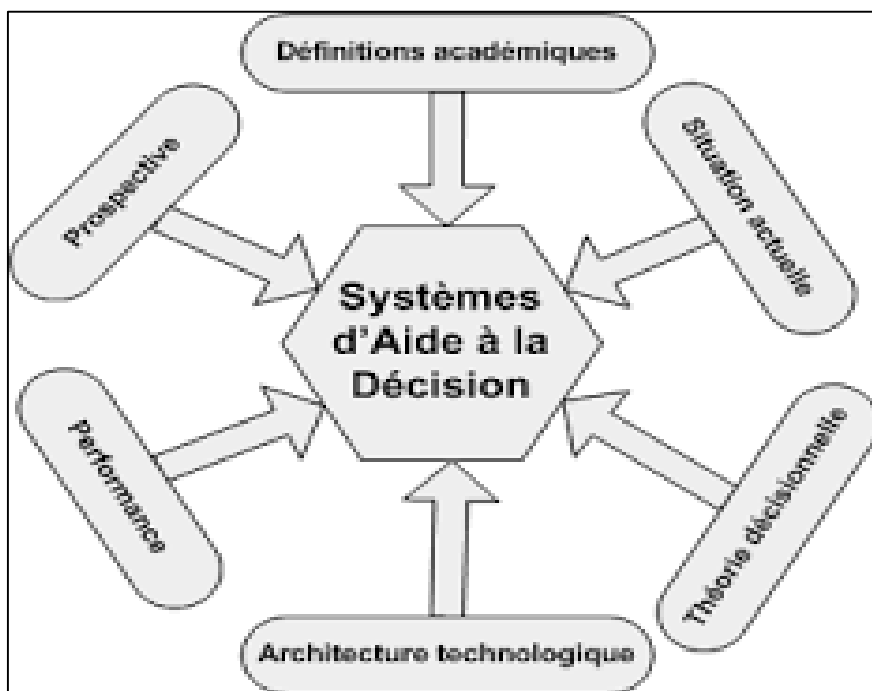 Définitions académiques
Prospective
Situation actuelle
Systèmes
d'Aide à la
Décision
Performance
Théorie décisionnelle
Architecture technologique